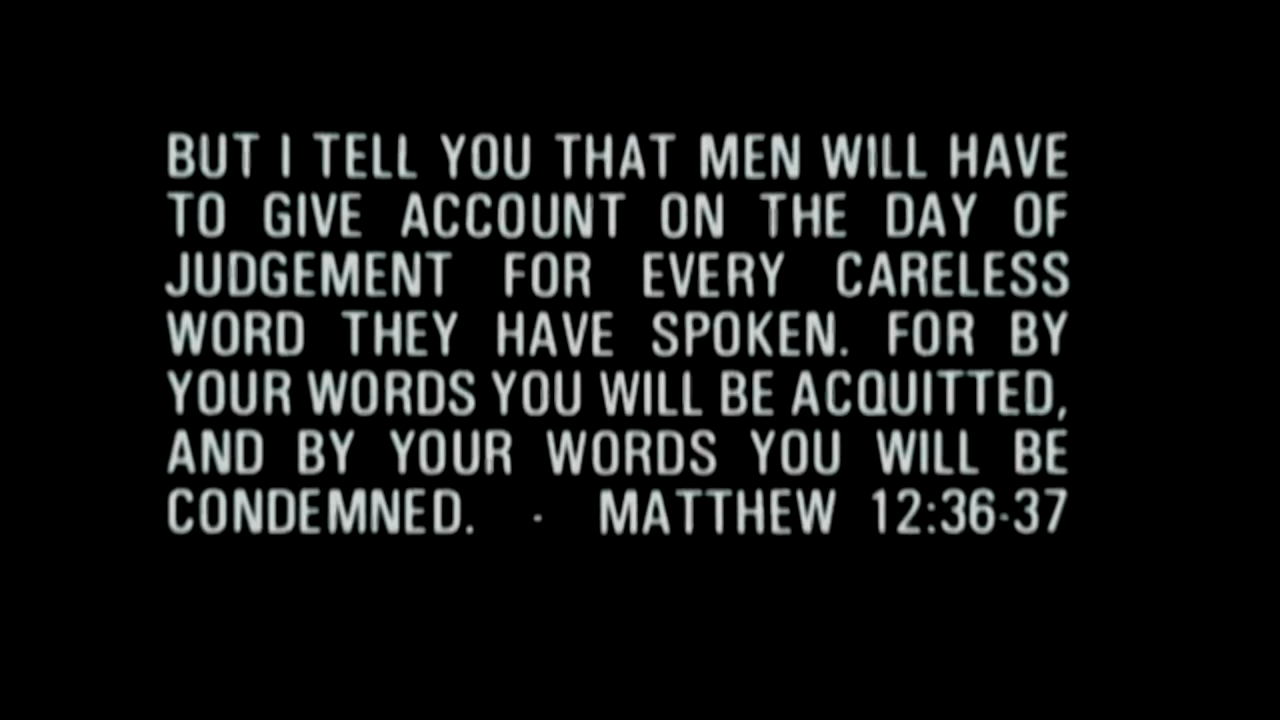 BUT I TELL YOU THAT MEN WILL HAVE
TO GIVE ACCOUNT ON THE DAY OF
JUDGEMENT FOR EVERY CARELESS
WORD THEY HAVE SPOKEN. FOR BY
YOUR WORDS YOU WILL BE ACQUITTED,
AND BY YOUR WORDS YOU WILL BE
CONDEMNED. · MATTHEW 12:36-37